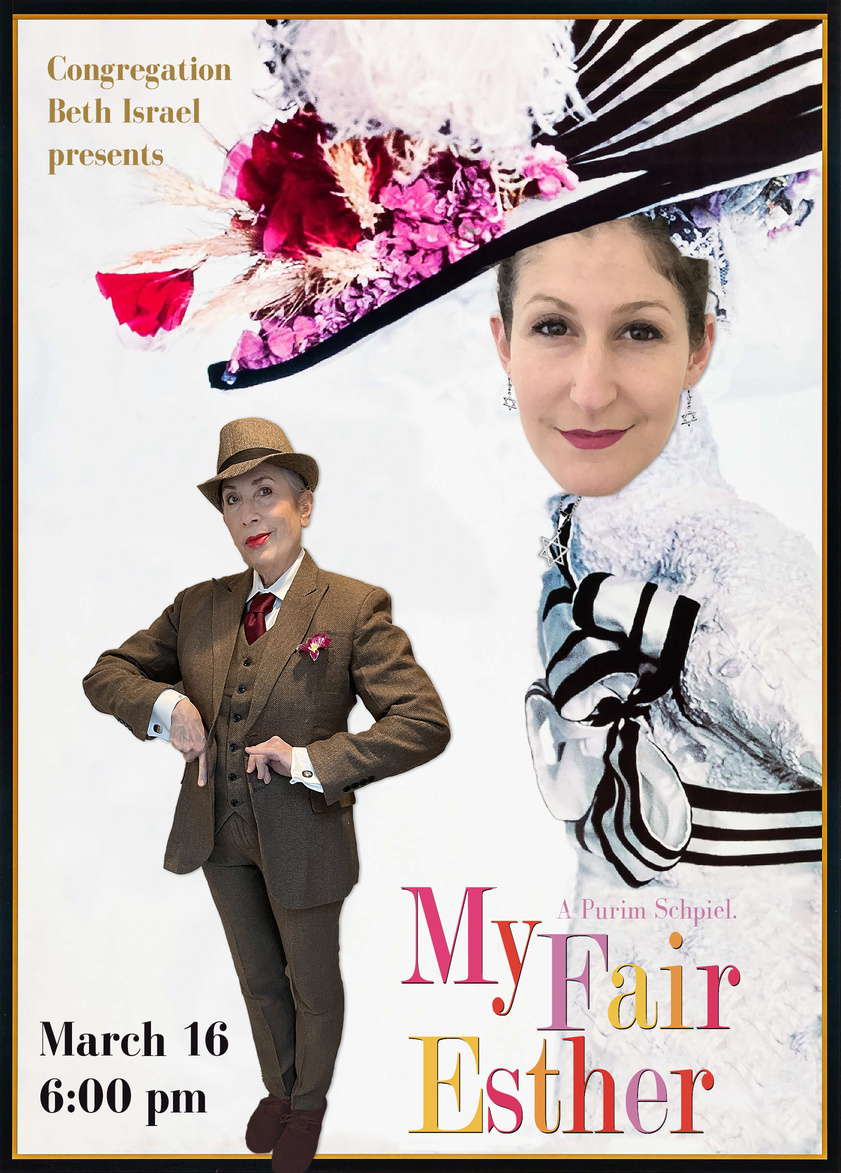 Congregation
Beth Israel
presents
A Purim Schpiel.
My Fair
Esther
March 16
6:00 pm